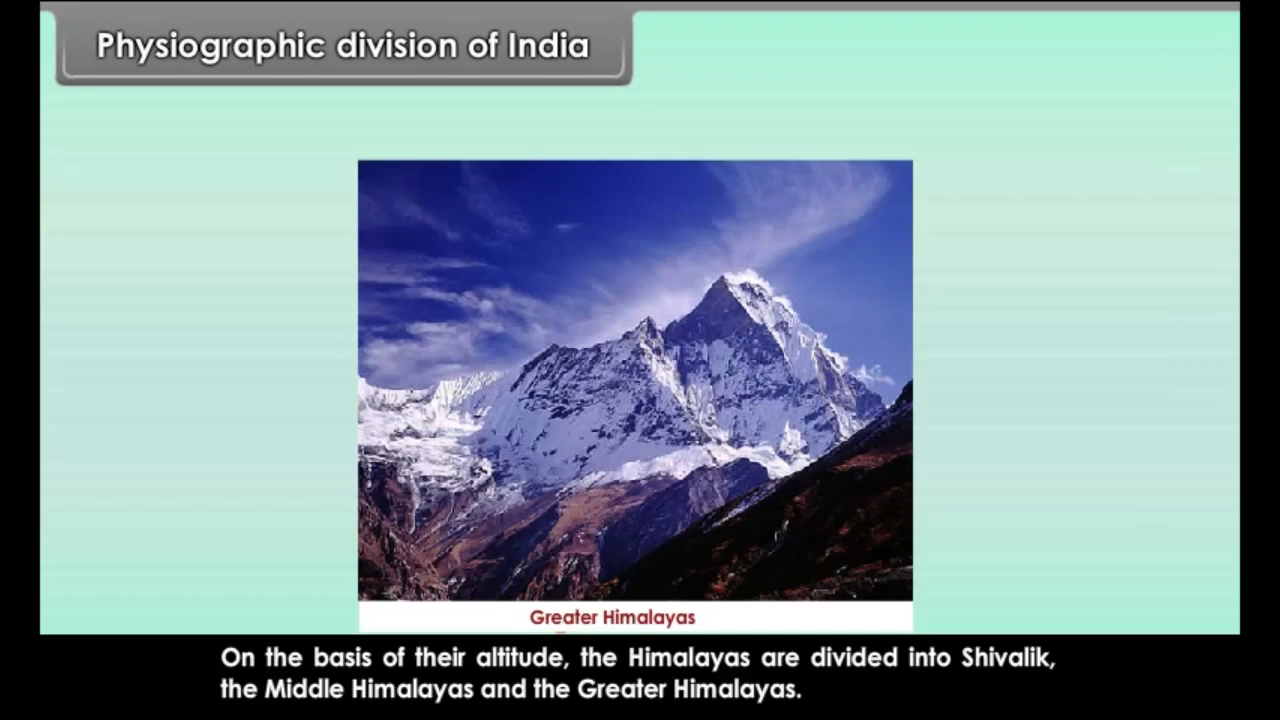 Physiographic division of India
Greater Himalayas
On the basis of their altitude, the Himalayas are divided into Shivalik,
the Middle Himalayas and the Greater Himalayas.